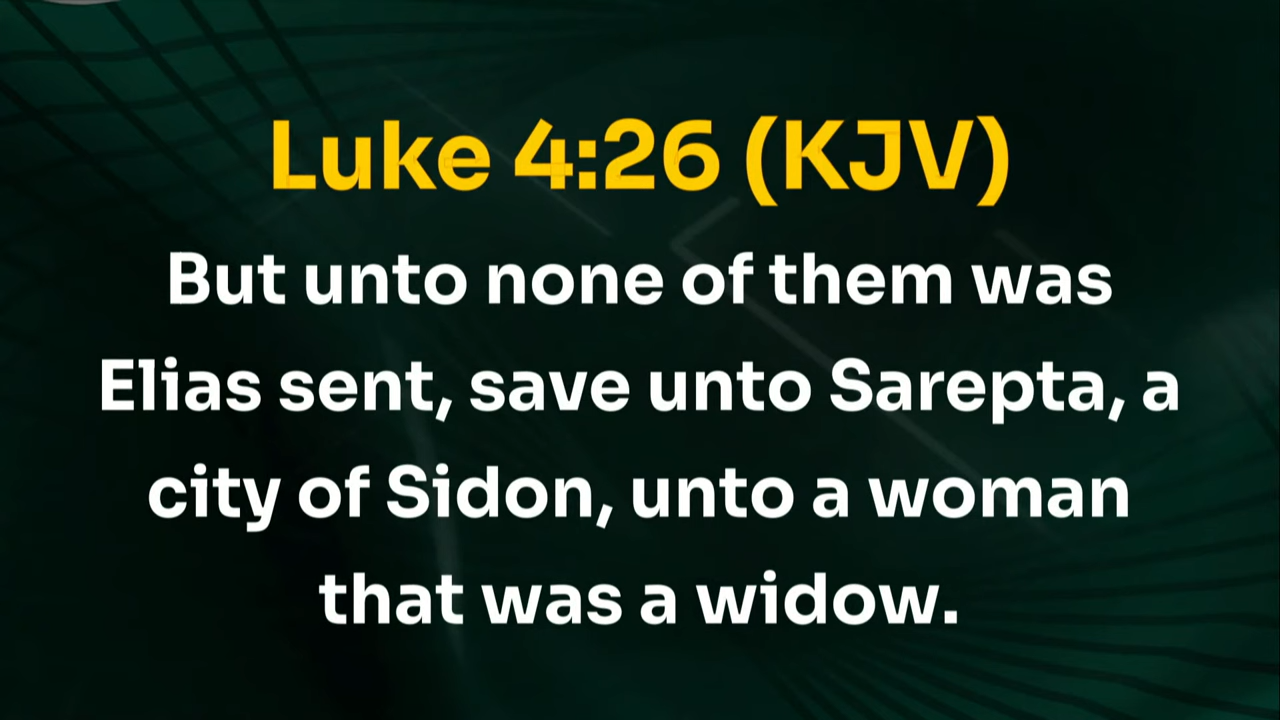 Luke 4:26 (KJV)
But unto none of them was
Elias sent, save unto Sarepta, a
city of Sidon, unto a woman
that was a widow.